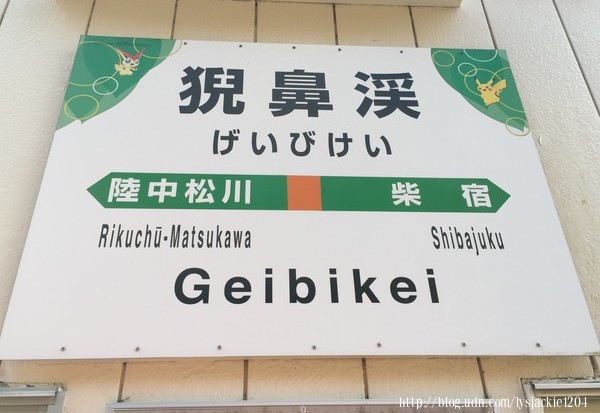 猊鼻渓
げいびけい
陸中松川 柴宿
Rikuchū-Matsukawa Shibajuku
Geibikei
http://blog.udn.com/lysjackie1204